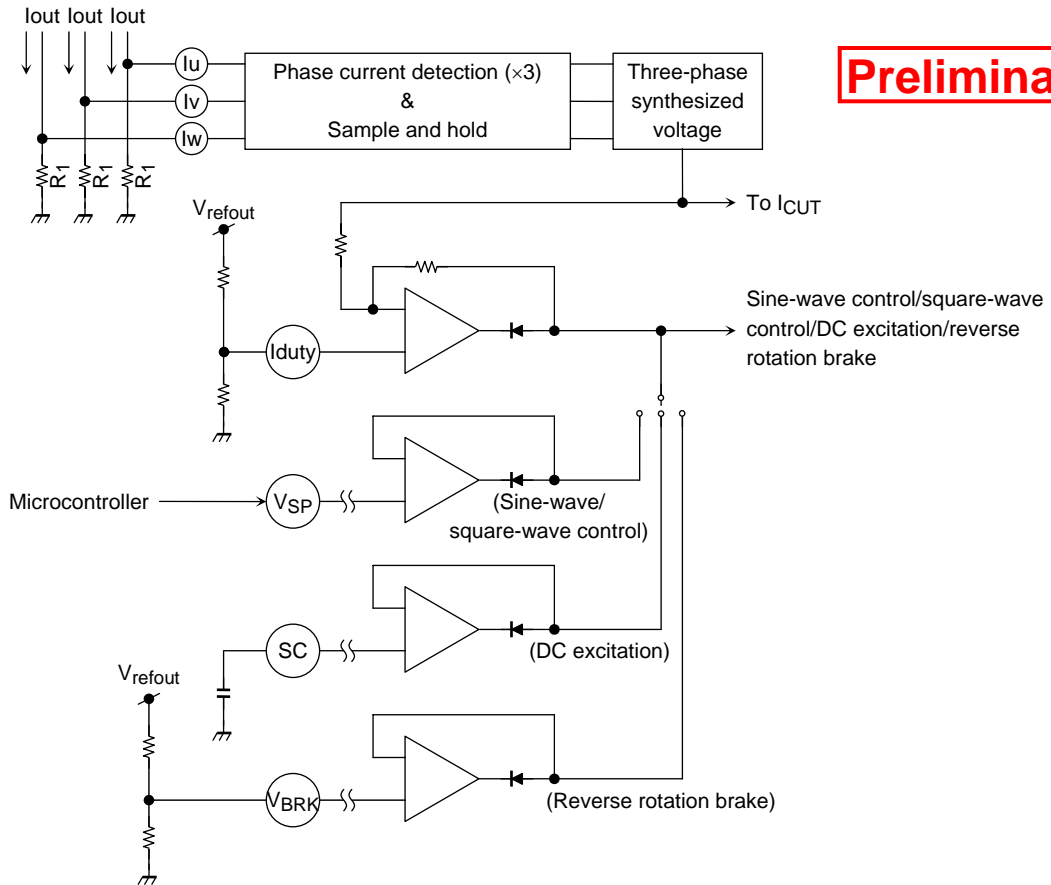 Iout Iout Iout
Iu
Iv
Iw
R1 R1 R1
Phase current detection (×3)
&
Sample and hold
Three-phase
synthesized
voltage
Prelimina
To ICUT
Vrefout
Iduty
Sine-wave control/square-wave
control/DC excitation/reverse
rotation brake
Microcontroller
VSP
(Sine-wave/
square-wave control)
SC
(DC excitation)
Vrefout
VBRK
(Reverse rotation brake)